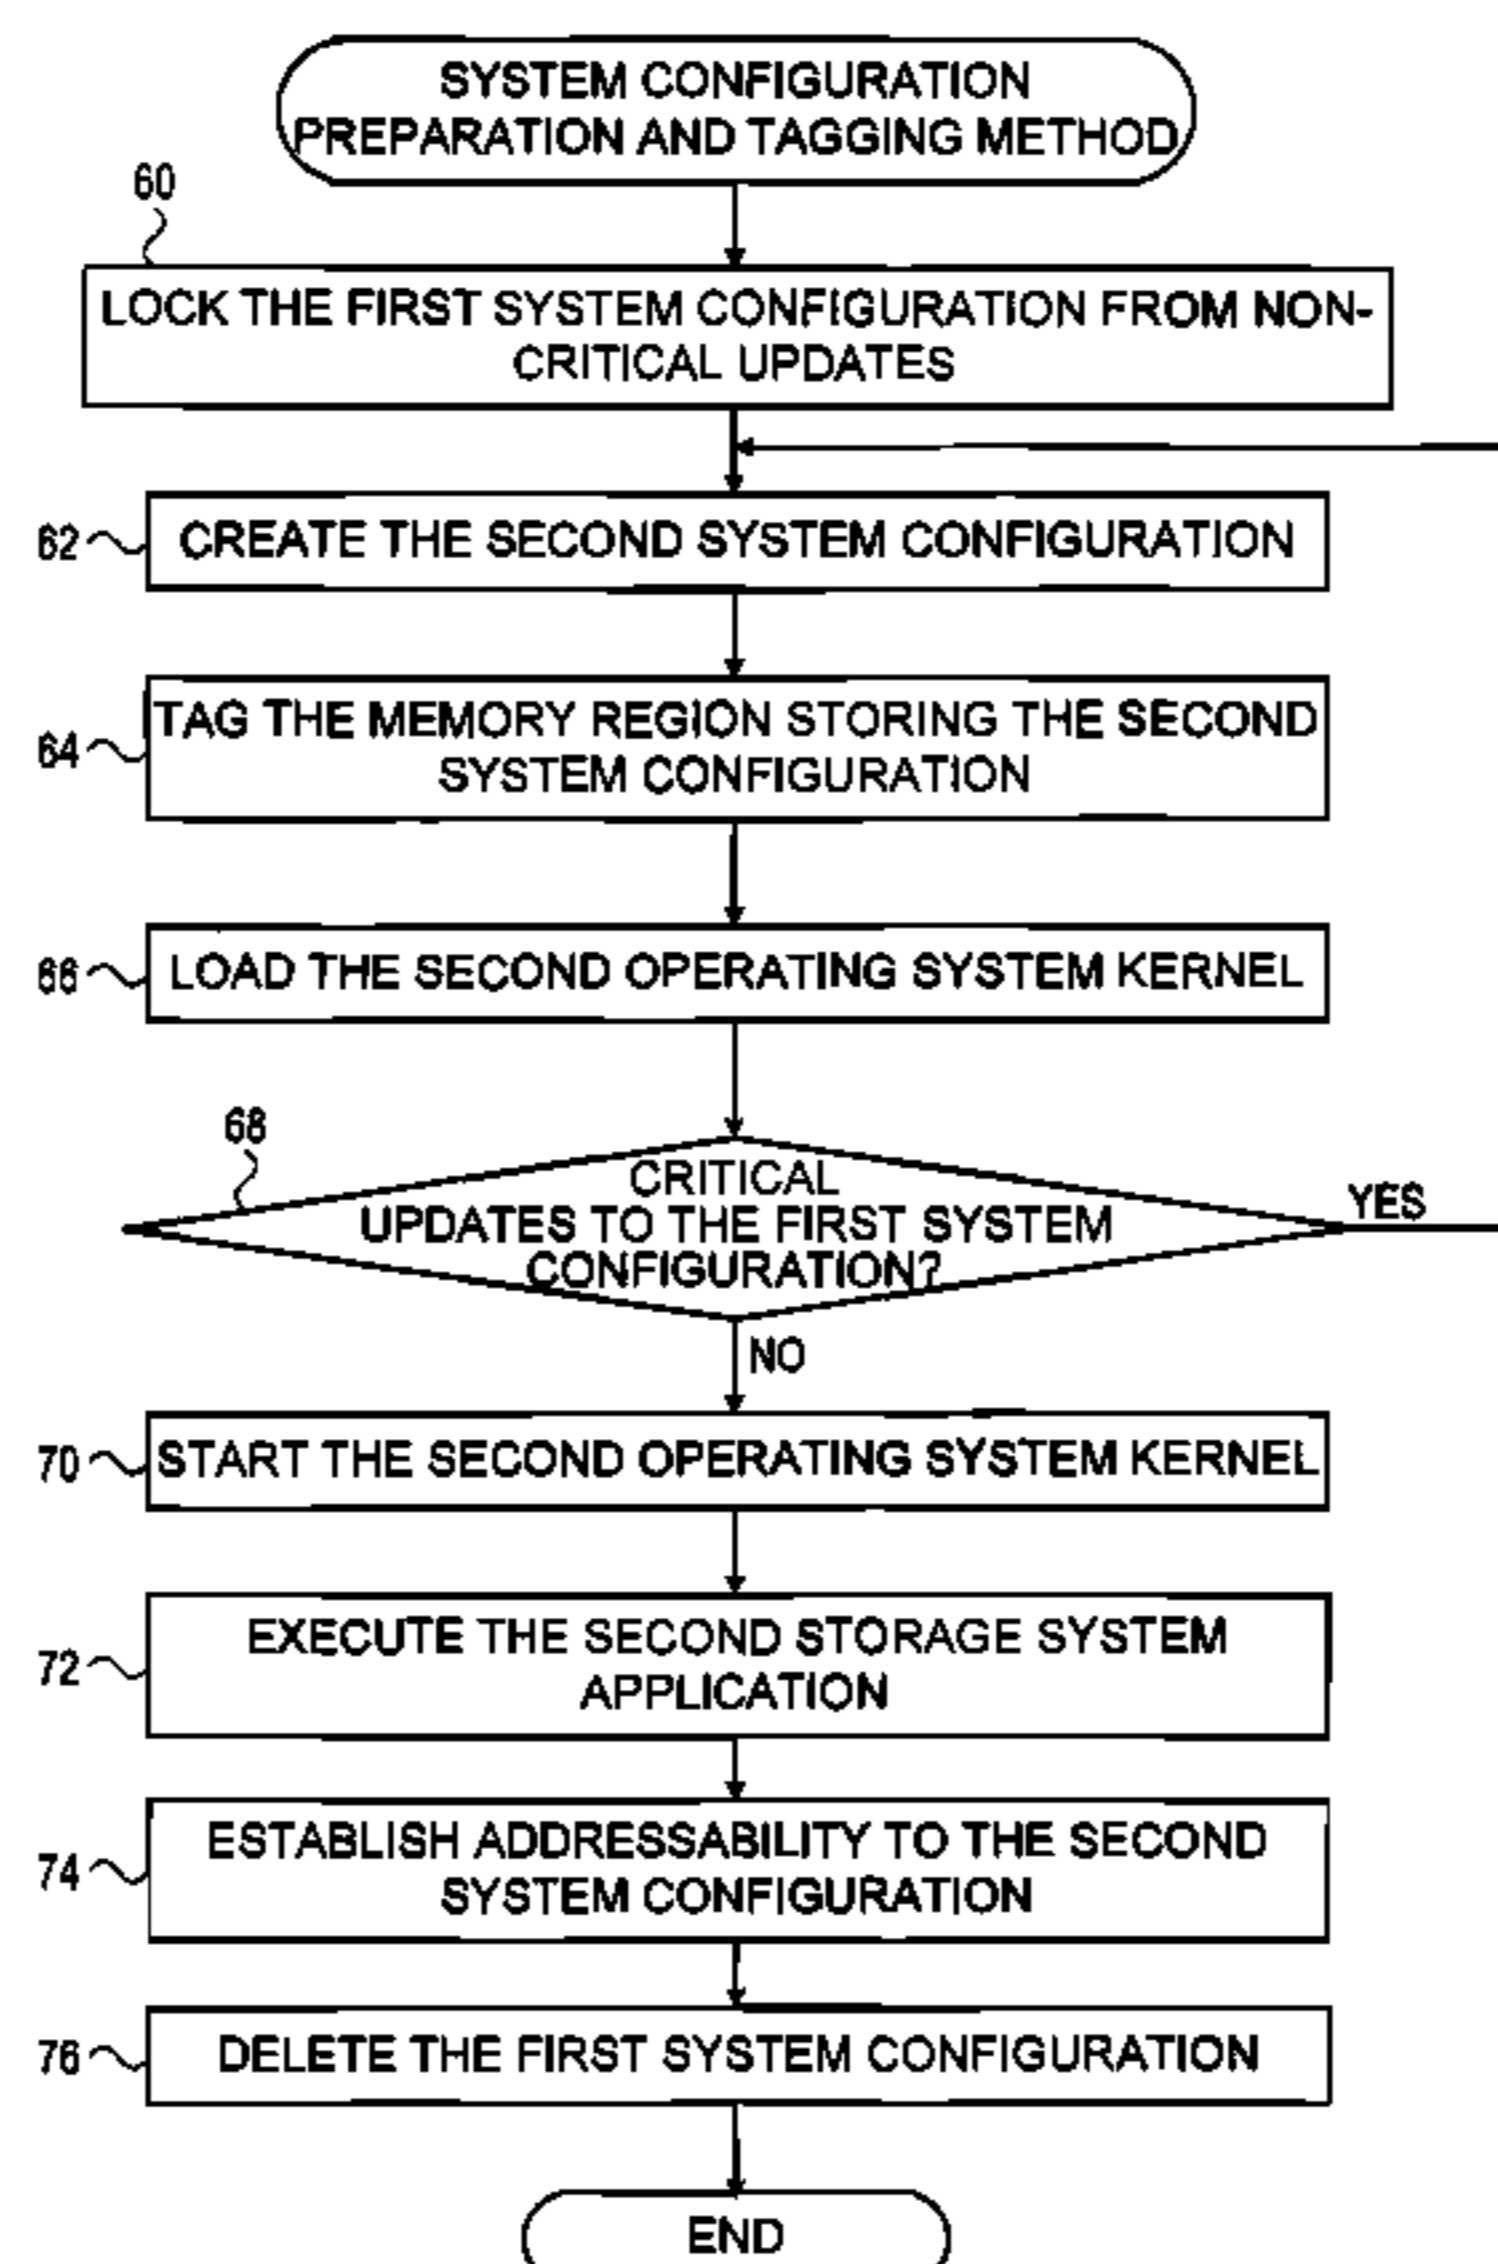 SYSTEM CONFIGURATION
PREPARATION AND TAGGING METHOD
60
LOCK THE FIRST SYSTEM CONFIGURATION FROM NON-
CRITICAL UPDATES
62
CREATE THE SECOND SYSTEM CONFIGURATION
64
TAG THE MEMORY REGION STORING THE SECOND
SYSTEM CONFIGURATION
66
LOAD THE SECOND OPERATING SYSTEM KERNEL
68
CRITICAL
UPDATES TO THE FIRST SYSTEM
CONFIGURATION?
YES
NO
70
START THE SECOND OPERATING SYSTEM KERNEL
72
EXECUTE THE SECOND STORAGE SYSTEM
APPLICATION
74
ESTABLISH ADDRESSABILITY TO THE SECOND
SYSTEM CONFIGURATION
76
DELETE THE FIRST SYSTEM CONFIGURATION
END